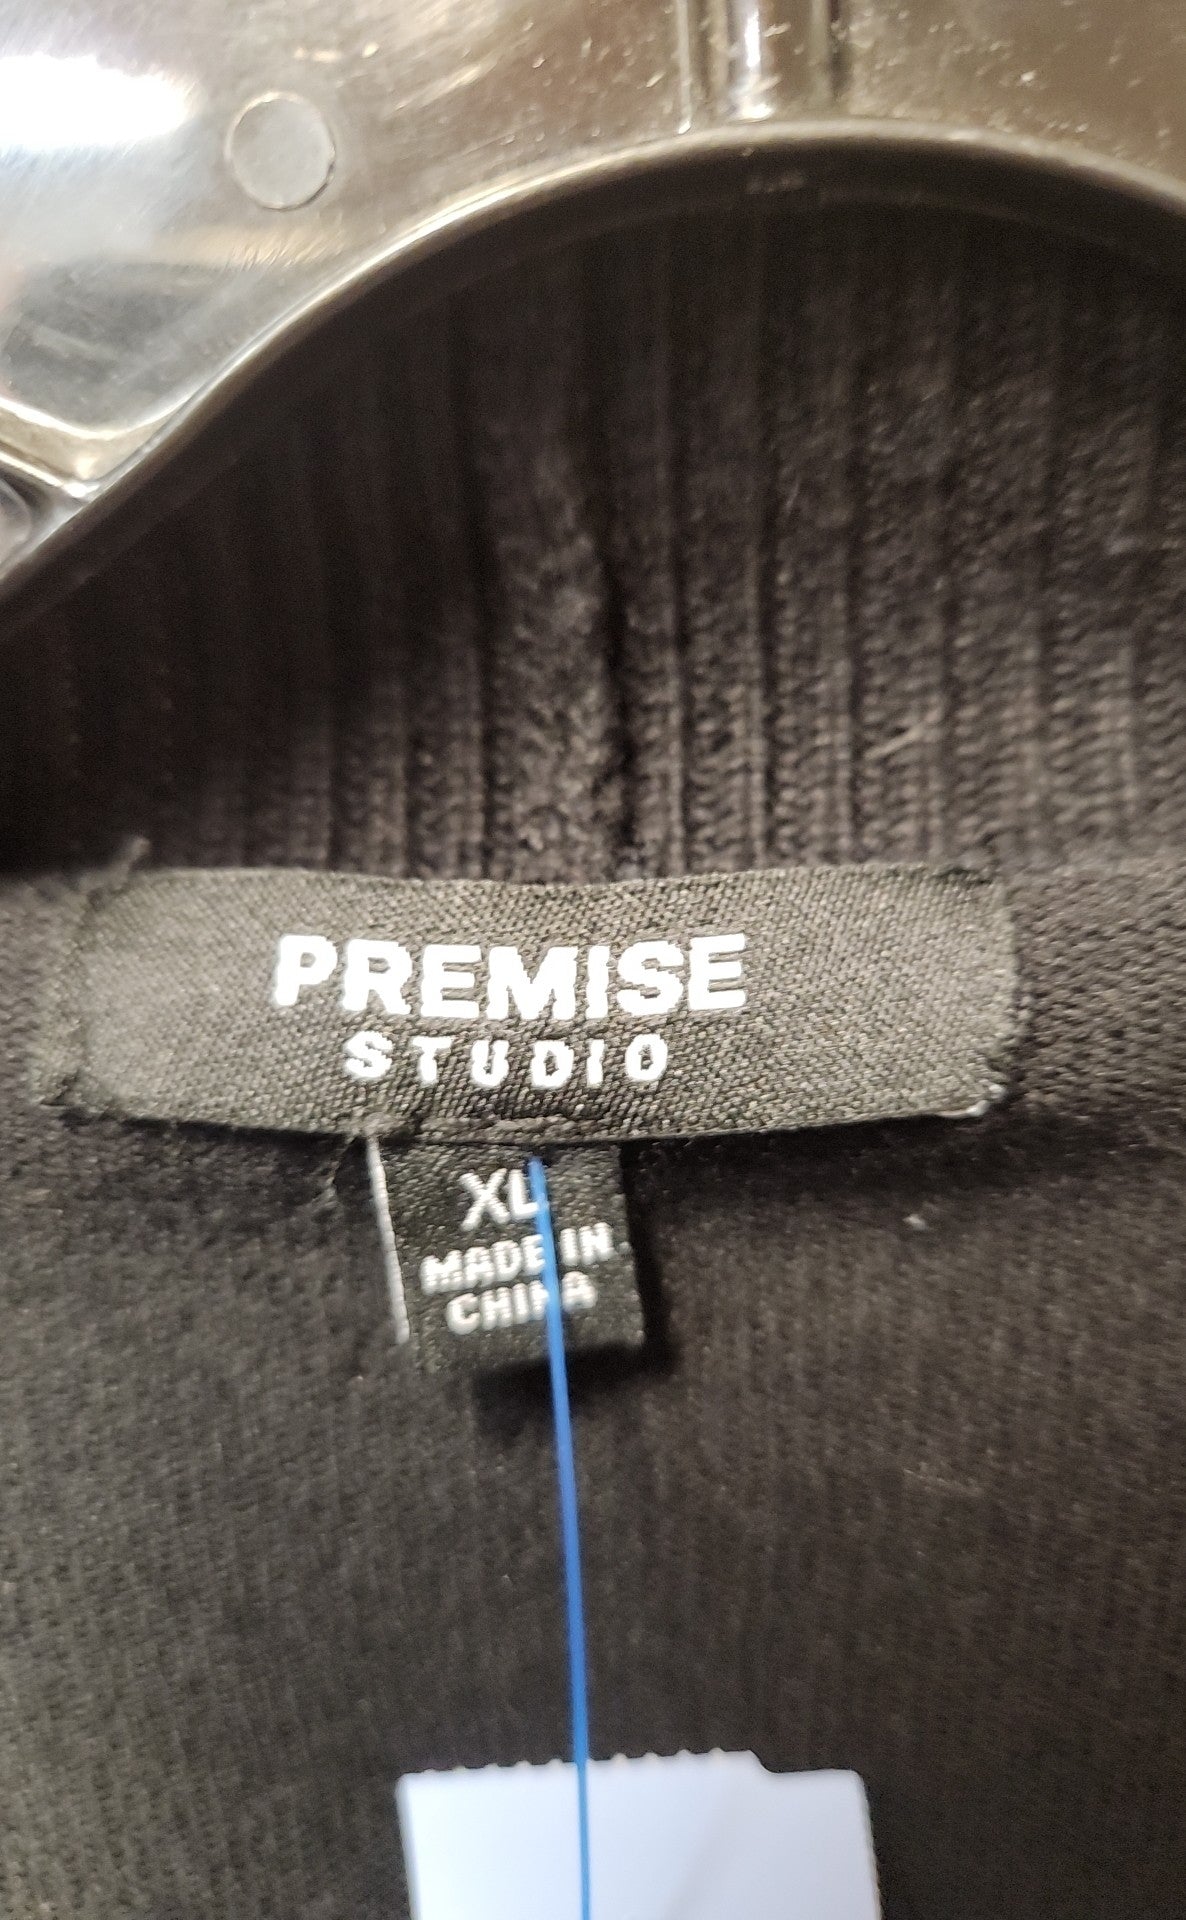 PREMISE
STUDIO
XL
MADE IN
CHINA